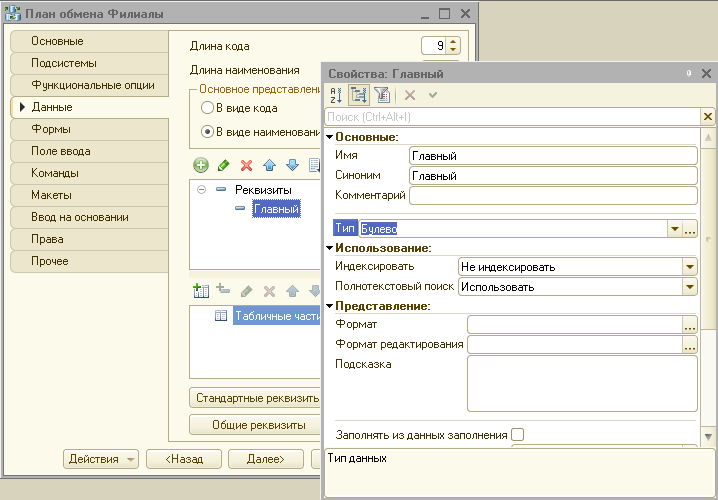 План обмена Филиалы
Основные
Подсистемы
Функциональные опции
Данные
Формы
Поле ввода
Команды
Макеты
Ввод на основании
Права
Прочее
Длина кода
9
Длина наименования
Основное представлени
В виде кода
В виде наименовани
Реквизиты
Главный
Табличные части
Стандартные реквизиты
Общие реквизиты
Действия
<Назад
Далее>
Свойства: Главный
Поиск (Ctrl+Alt+I)
Основные:
Имя
Главный
Синоним
Главный
Комментарий
Тип
Булево
...
Использование:
Индексировать
Не индексировать
Полнотекстовый поиск
Использовать
Представление:
Формат
...
Формат редактирования
...
Подсказка
Заполнять из данных заполнения
Тип данных